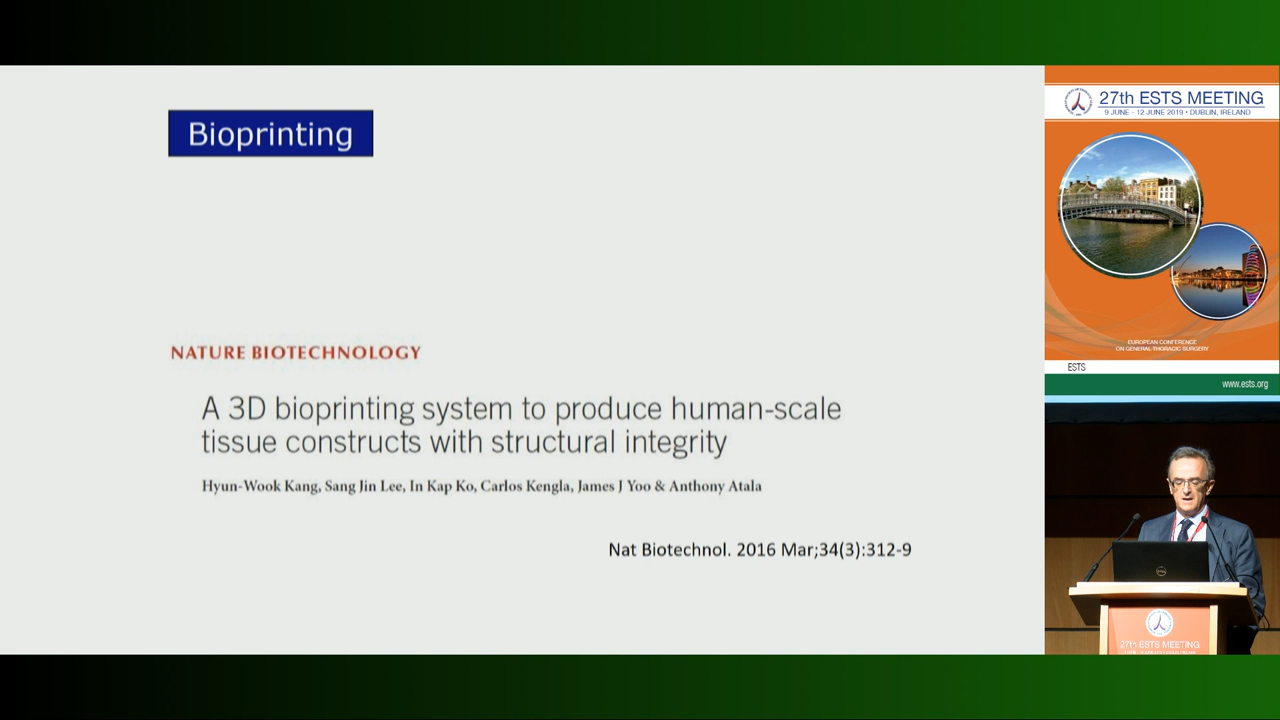 Bioprinting
NATURE BIOTECHNOLOGY
A 3D bioprinting system to produce human-scale
tissue constructs with structural integrity
Hyun-Wook Kang, Sang Jin Lee, In Kap Ko, Carlos Kengla, James J Yoo & Anthony Atala
Nat Biotechnol. 2016 Mar;34(3):312-9
27th ESTS MEETING
9 JUNE - 12 JUNE 2019 • DUBLIN, IRELAND
EUROPEAN CONFERENCE
ON GENERAL THORACIC SURGERY
ESTS
www.ests.org
DELL
27th ESTS MEETING